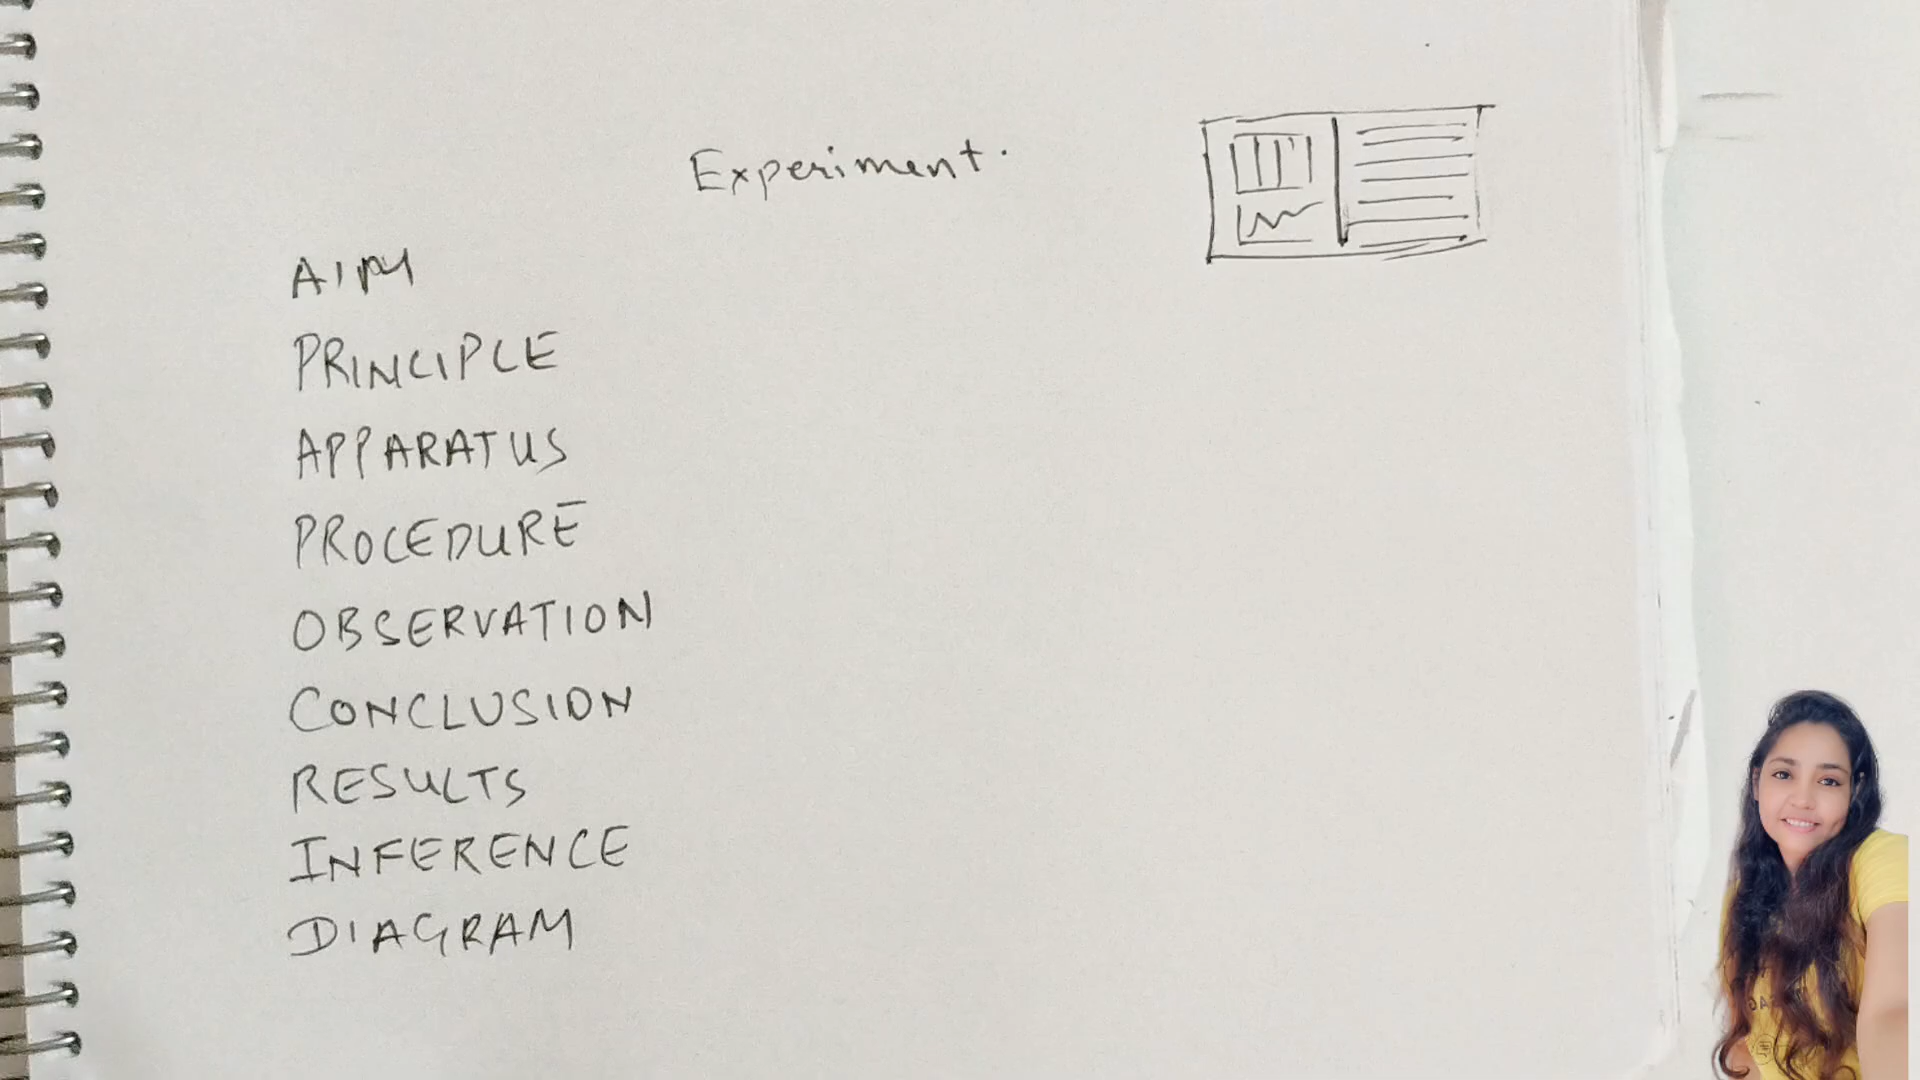 Experiment.
AIM
PRINCIPLE
APPARATUS
PROCEDURE
OBSERVATION
CONCLUSION
RESULTS
INFERENCE
DIAGRAM